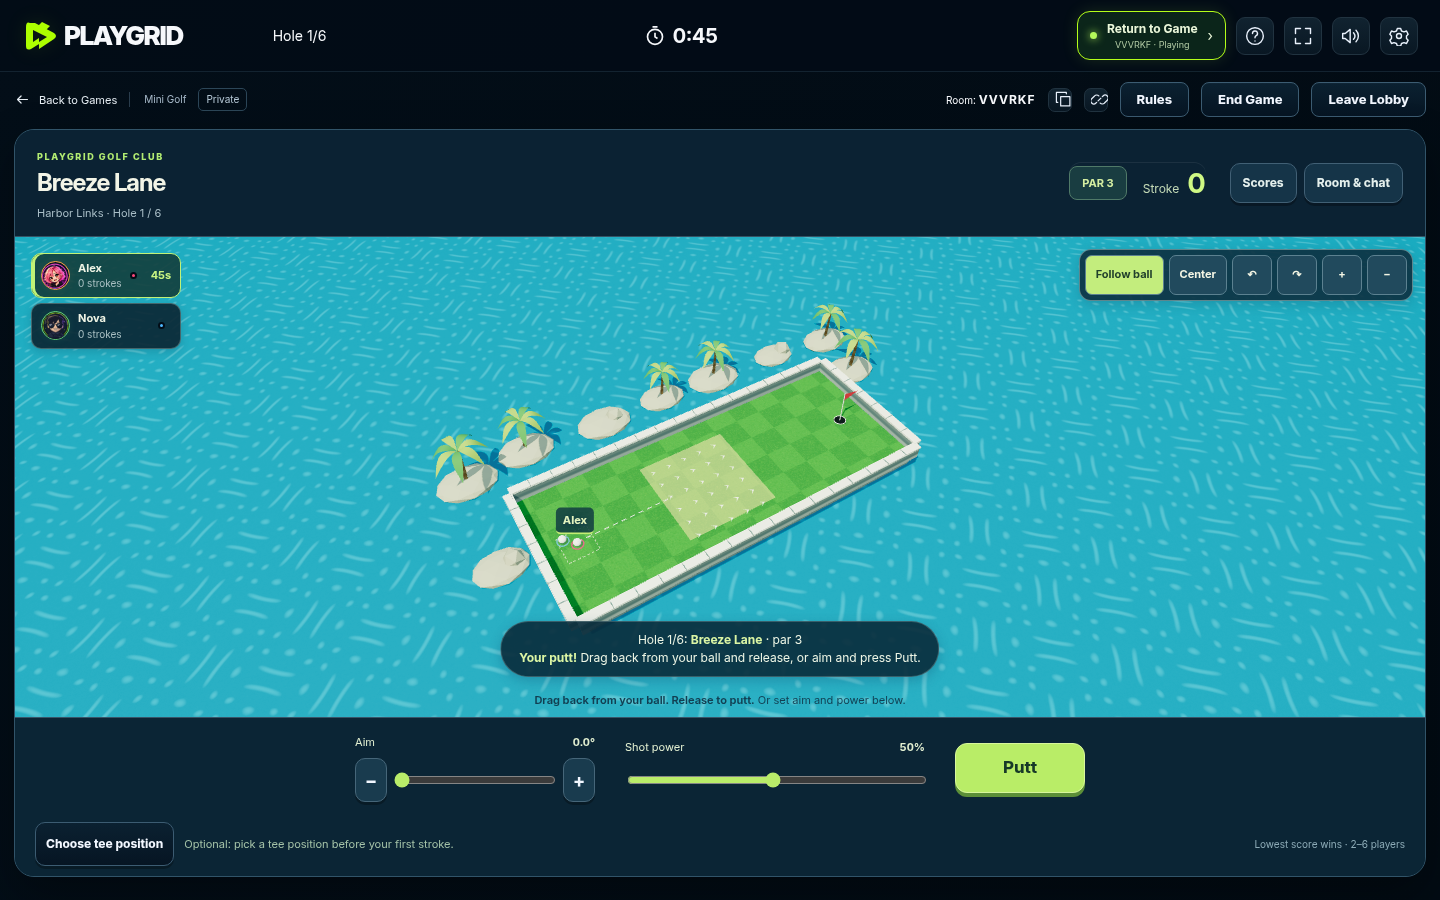 PLAYGRID
Hole 1/6
0:45
Return to Game
VVVRKF · Playing
Back to Games
Mini Golf
Private
Room: VVVRKF
Rules
End Game
Leave Lobby
PLAYGRID GOLF CLUB
Breeze Lane
Harbor Links · Hole 1 / 6
PAR 3
Stroke 0
Scores
Room & chat
Alex
0 strokes
45s
Nova
0 strokes
Follow ball
Center
Alex
Hole 1/6: Breeze Lane · par 3
Your putt! Drag back from your ball and release, or aim and press Putt.
Drag back from your ball. Release to putt. Or set aim and power below.
Aim
0.0°
Shot power
50%
Putt
Choose tee position
Optional: pick a tee position before your first stroke.
Lowest score wins · 2–6 players